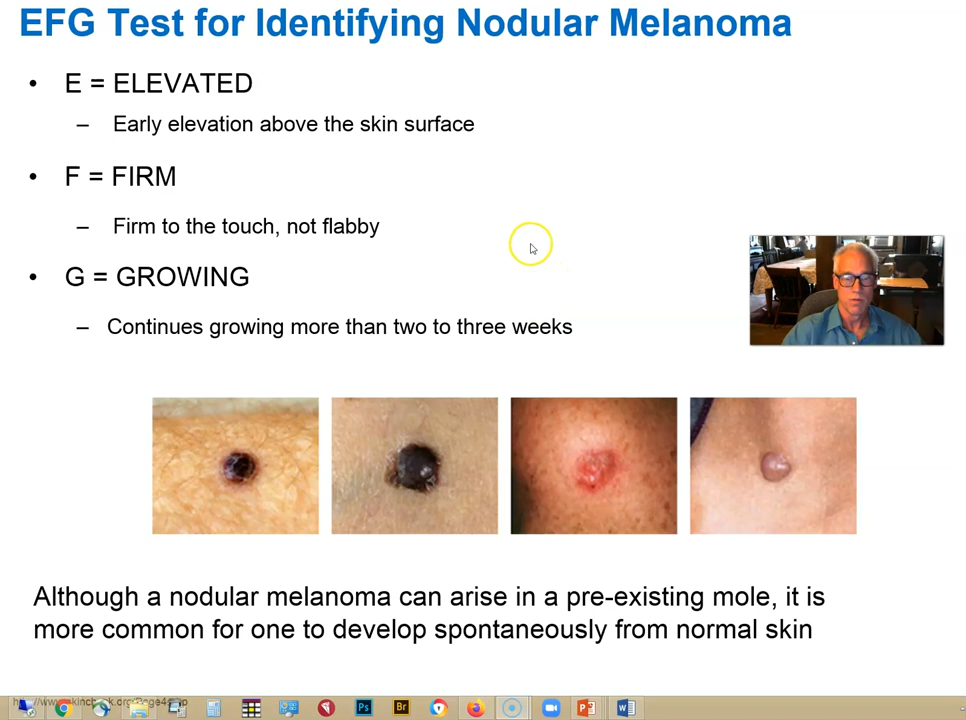 EFG Test for Identifying Nodular Melanoma
• E = ELEVATED
– Early elevation above the skin surface
• F = FIRM
– Firm to the touch, not flabby
• G = GROWING
– Continues growing more than two to three weeks
Although a nodular melanoma can arise in a pre-existing mole, it is
more common for one to develop spontaneously from normal skin
Ps
Br